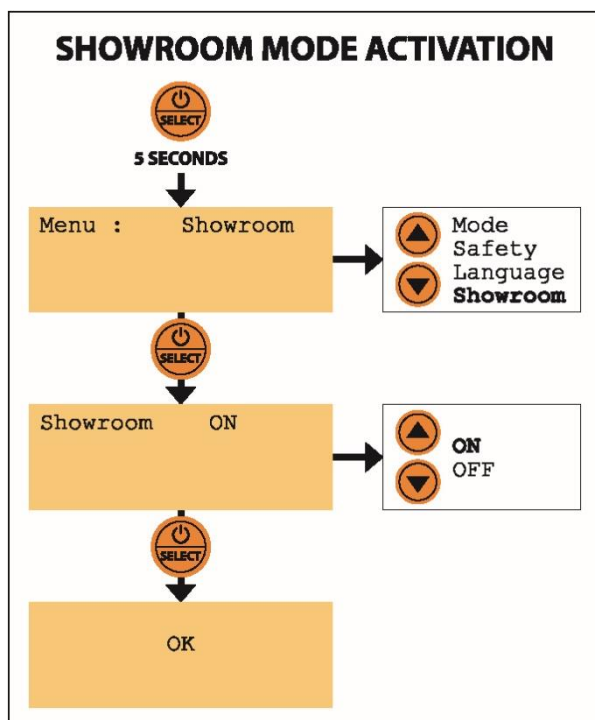 SHOWROOM MODE ACTIVATION
SELECT
5 SECONDS
Menu : Showroom
Mode
Safety
Language
Showroom
SELECT
Showroom ON
ON
OFF
SELECT
OK